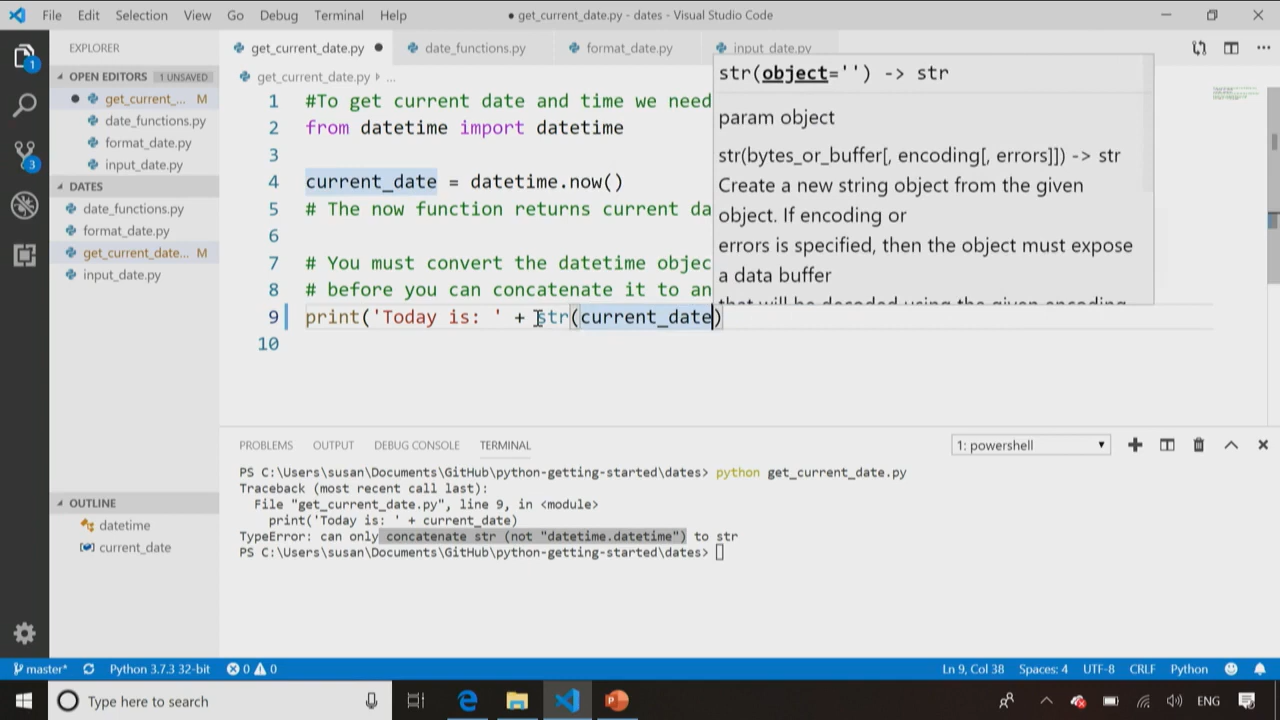 File Edit Selection View Go Debug Terminal Help
● get_current_date.py - dates - Visual Studio Code
EXPLORER
OPEN EDITORS 1 UNSAVED
get_current_... M
date_functions.py
format_date.py
input_date.py
DATES
date_functions.py
format_date.py
get_current_date... M
input_date.py
OUTLINE
datetime
current_date
1
3
get_current_date.py ● date_functions.py format_date.py input_date.py
get_current_date.py ...
1 #To get current date and time we need
2 from datetime import datetime
3
4 current_date = datetime.now()
5 # The now function returns current da
6
7 # You must convert the datetime objec
8 # before you can concatenate it to an
9 print('Today is: ' + str(current_date)
10
str(object='') -> str
param object
str(bytes_or_buffer[, encoding[, errors]]) -> str
Create a new string object from the given
object. If encoding or
errors is specified, then the object must expose
a data buffer
that will be decoded using the given encoding
PROBLEMS OUTPUT DEBUG CONSOLE TERMINAL
1: powershell
PS C:\Users\susan\Documents\GitHub\python-getting-started\dates> python get_current_date.py
Traceback (most recent call last):
File "get_current_date.py", line 9, in <module>
print('Today is: ' + current_date)
TypeError: can only concatenate str (not "datetime.datetime") to str
PS C:\Users\susan\Documents\GitHub\python-getting-started\dates>
master* Python 3.7.3 32-bit 0 0 Ln 9, Col 38 Spaces: 4 UTF-8 CRLF Python
Type here to search
ENG